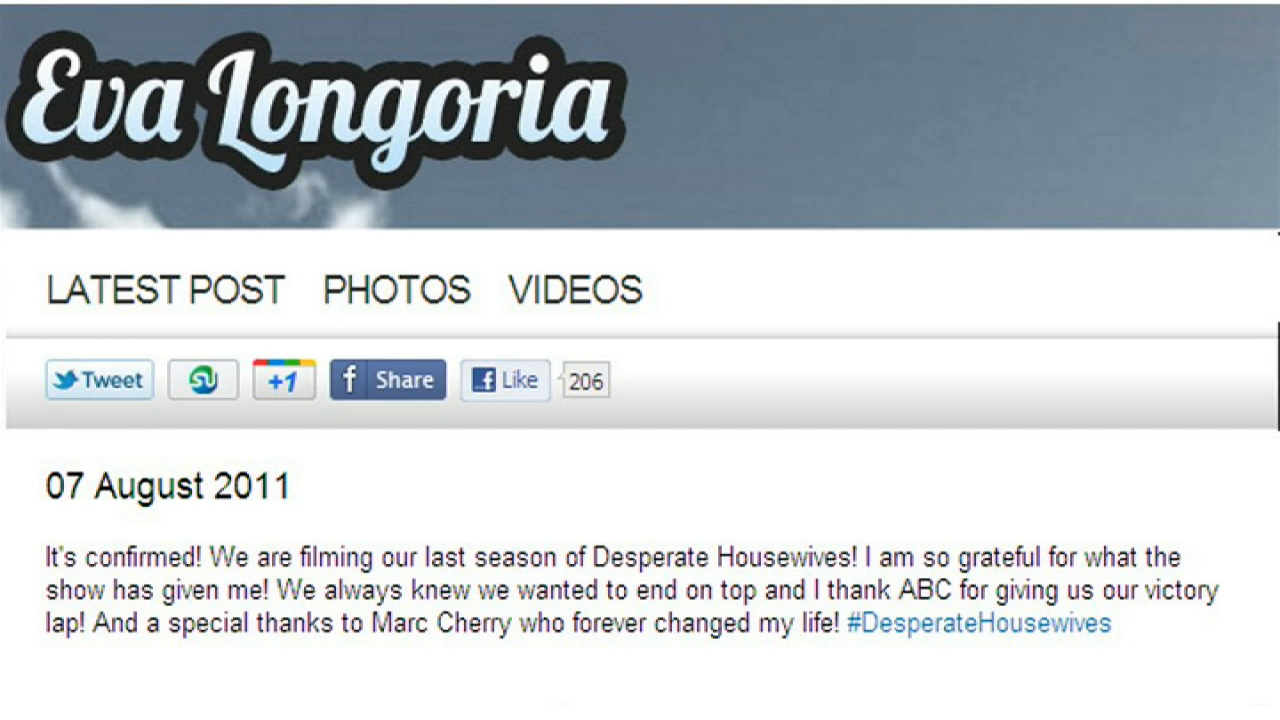 Eva Longoria
LATEST POST PHOTOS VIDEOS
Tweet +1 f Share f Like 206
07 August 2011
It's confirmed! We are filming our last season of Desperate Housewives! I am so grateful for what the
show has given me! We always knew we wanted to end on top and I thank ABC for giving us our victory
lap! And a special thanks to Marc Cherry who forever changed my life! #DesperateHousewives